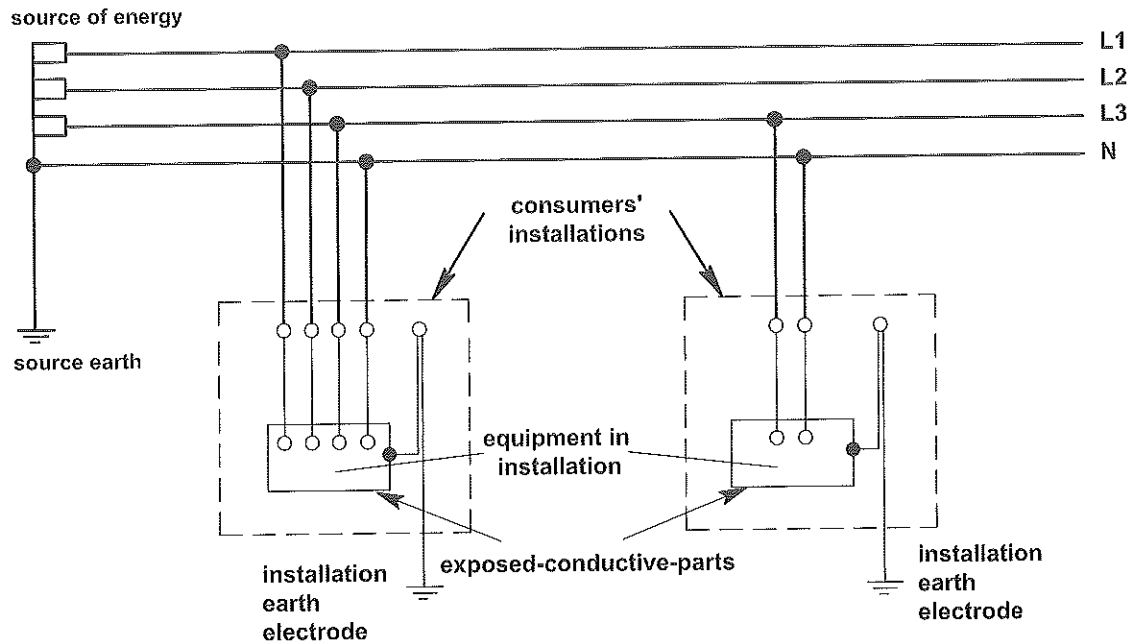 source of energy
L1
L2
L3
N
consumers'
installations
source earth
equipment in
installation
exposed-conductive-parts
installation
earth
electrode
installation
earth
electrode